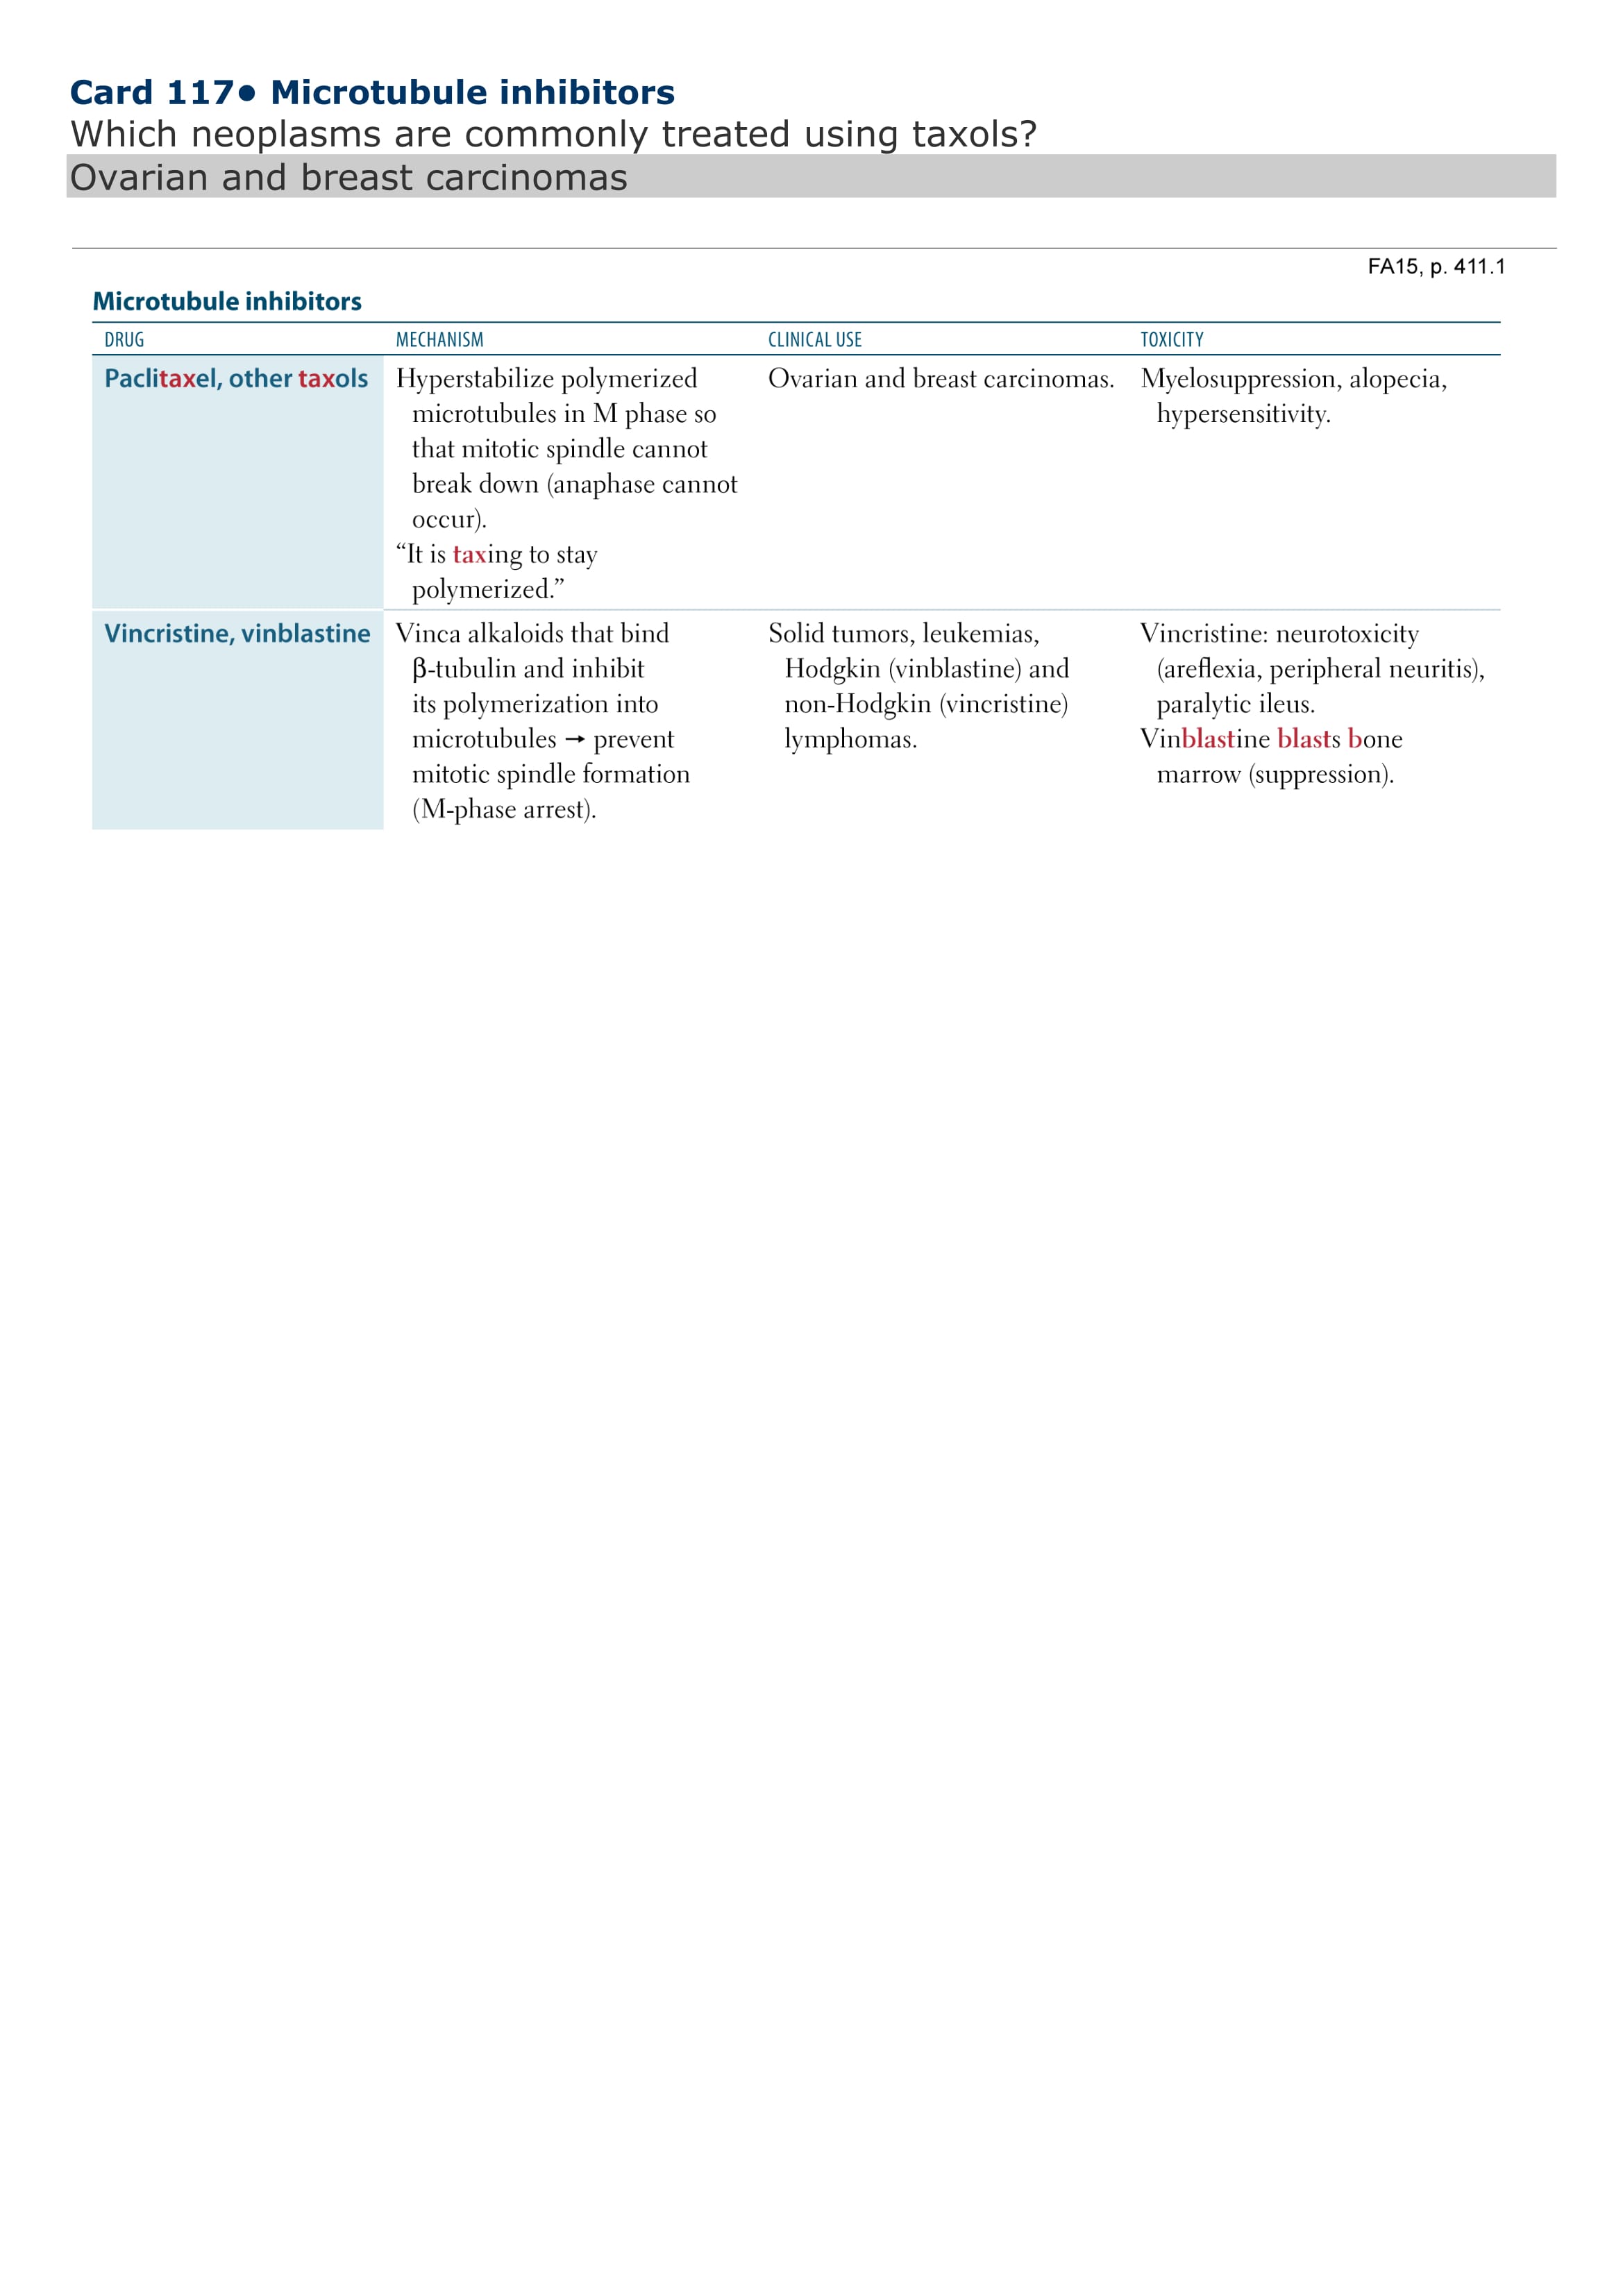 Card 117● Microtubule inhibitors
Which neoplasms are commonly treated using taxols?
Ovarian and breast carcinomas
FA15, p. 411.1
Microtubule inhibitors
DRUG MECHANISM CLINICAL USE TOXICITY
Paclitaxel, other taxols
Hyperstabilize polymerized
microtubules in M phase so
that mitotic spindle cannot
break down (anaphase cannot
occur).
“It is taxing to stay
polymerized.”
Ovarian and breast carcinomas.
Myelosuppression, alopecia,
hypersensitivity.
Vincristine, vinblastine
Vinca alkaloids that bind
β-tubulin and inhibit
its polymerization into
microtubules → prevent
mitotic spindle formation
(M-phase arrest).
Solid tumors, leukemias,
Hodgkin (vinblastine) and
non-Hodgkin (vincristine)
lymphomas.
Vincristine: neurotoxicity
(areflexia, peripheral neuritis),
paralytic ileus.
Vinblastine blasts bone
marrow (suppression).